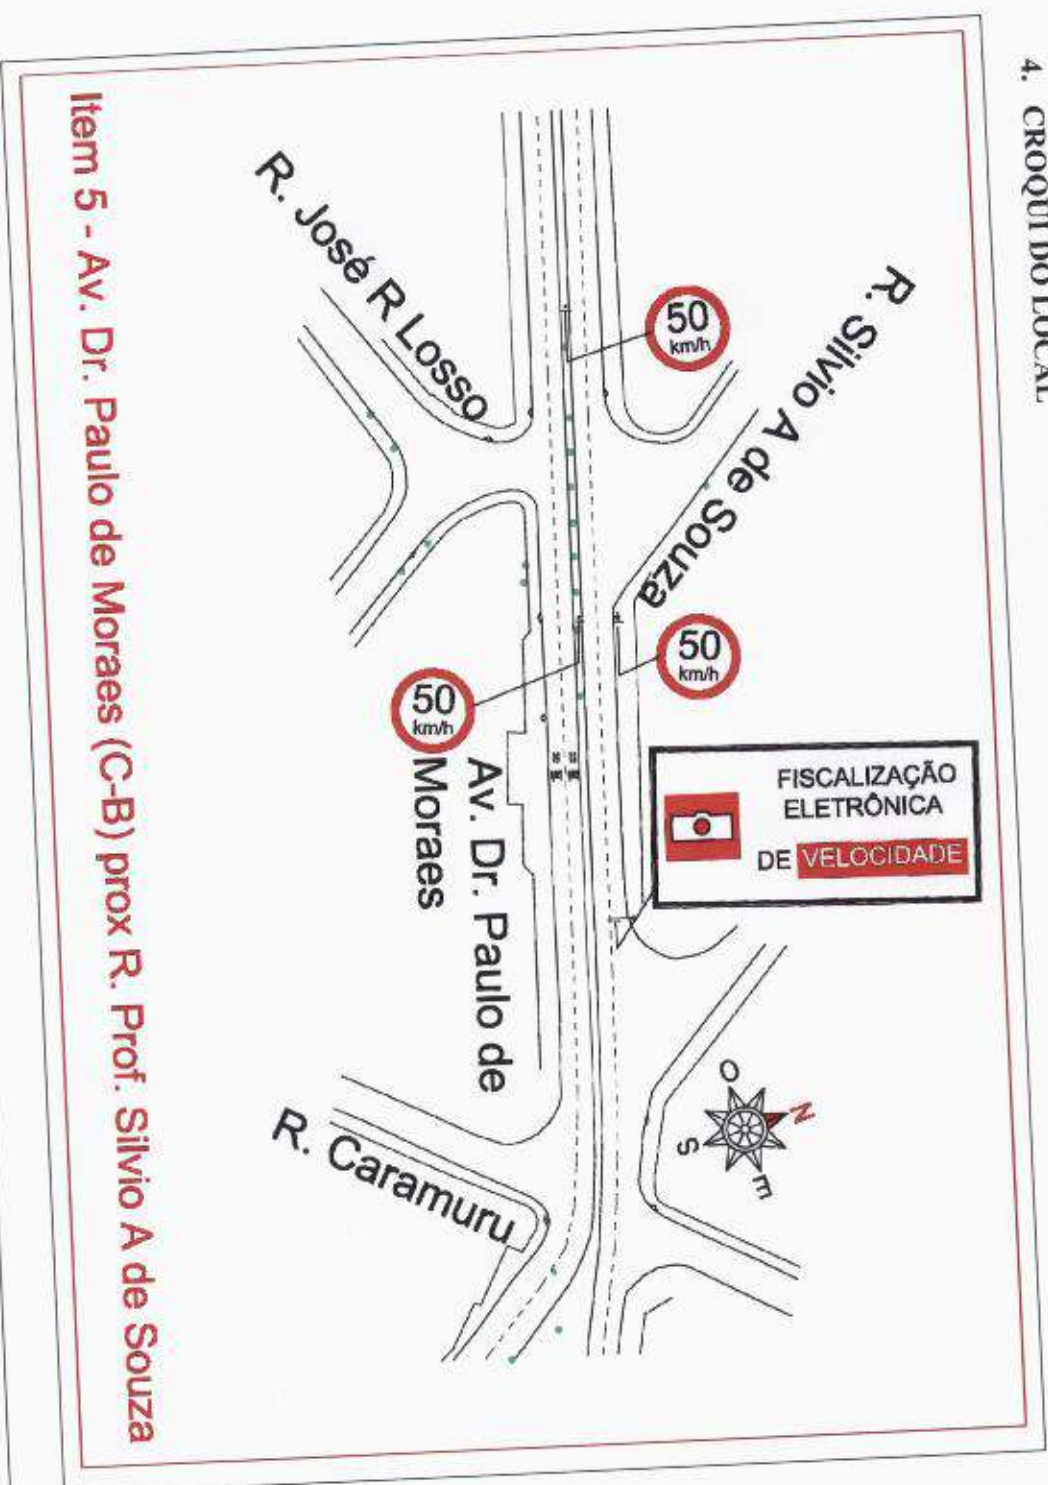 4. CROQUI DO LOCAL
R. Silvio A de Souza
50
km/h
50
km/h
FISCALIZAÇÃO
ELETRÔNICA
DE VELOCIDADE
N
O
E
S
R. José R Losso
50
km/h
Av. Dr. Paulo de
Moraes
R. Caramuru
Item 5 - Av. Dr. Paulo de Moraes (C-B) prox R. Prof. Silvio A de Souza